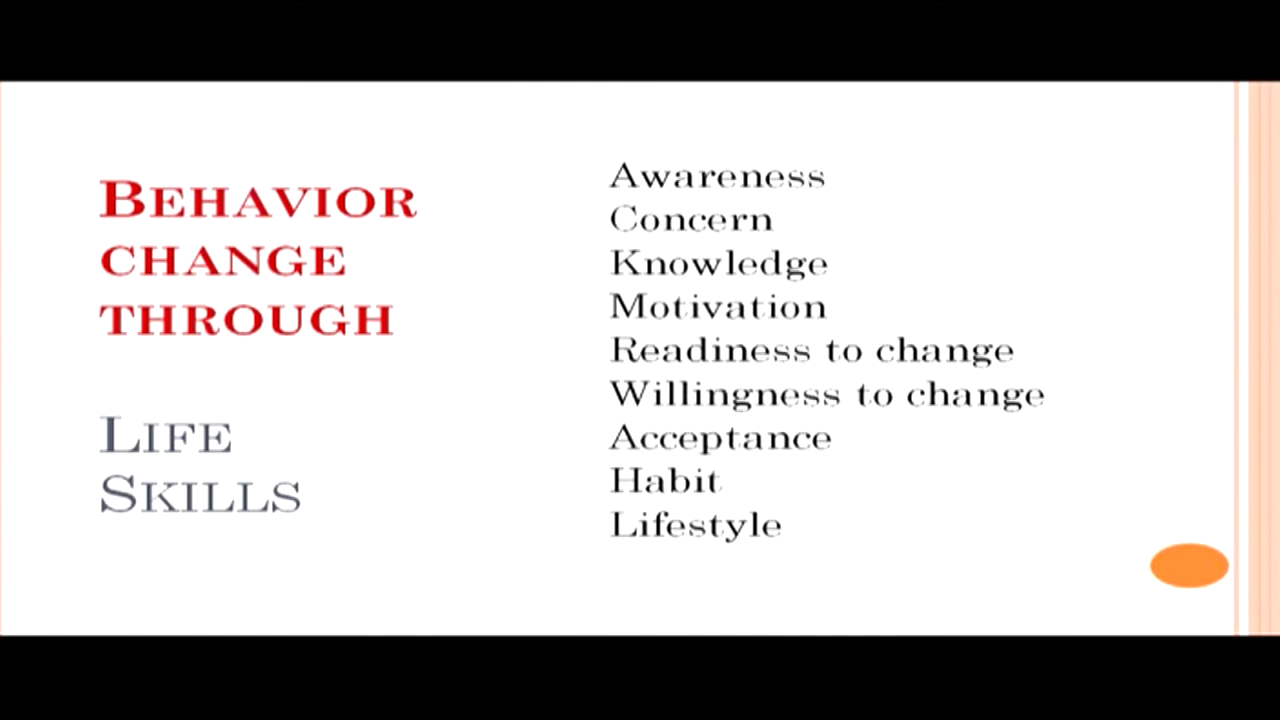 BEHAVIOR
CHANGE
THROUGH
LIFE
SKILLS
Awareness
Concern
Knowledge
Motivation
Readiness to change
Willingness to change
Acceptance
Habit
Lifestyle